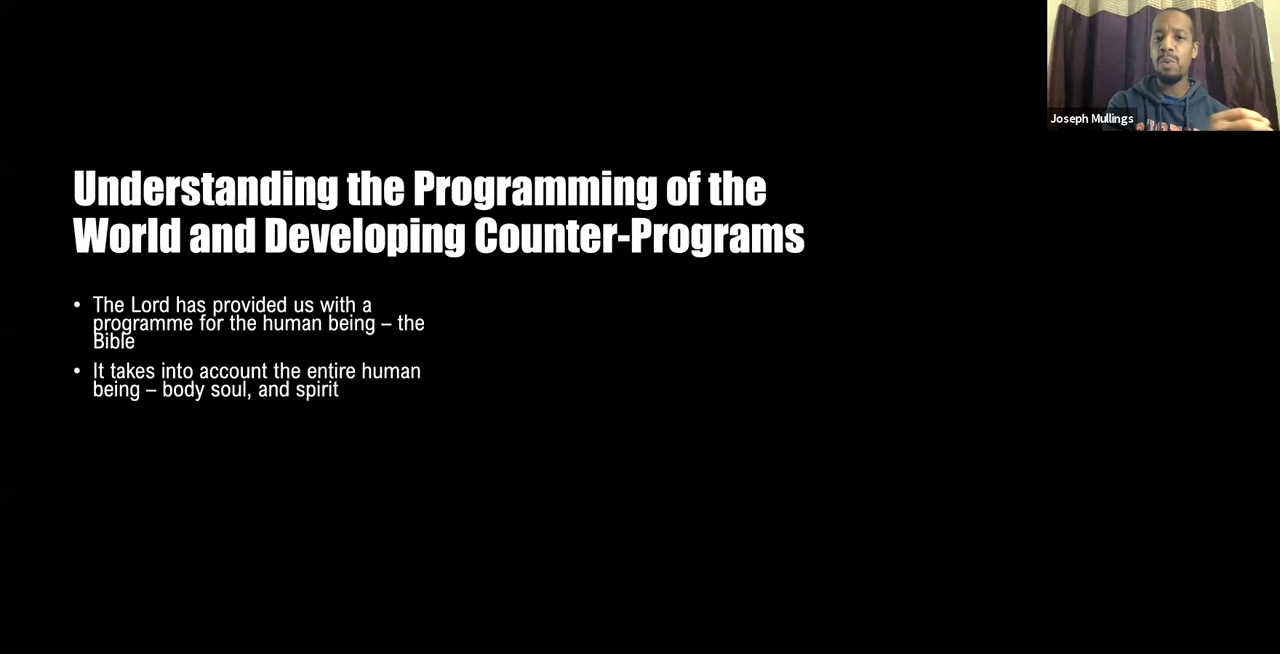 Joseph Mullings
Understanding the Programming of the
World and Developing Counter-Programs
• The Lord has provided us with a
programme for the human being – the
Bible
• It takes into account the entire human
being – body soul, and spirit